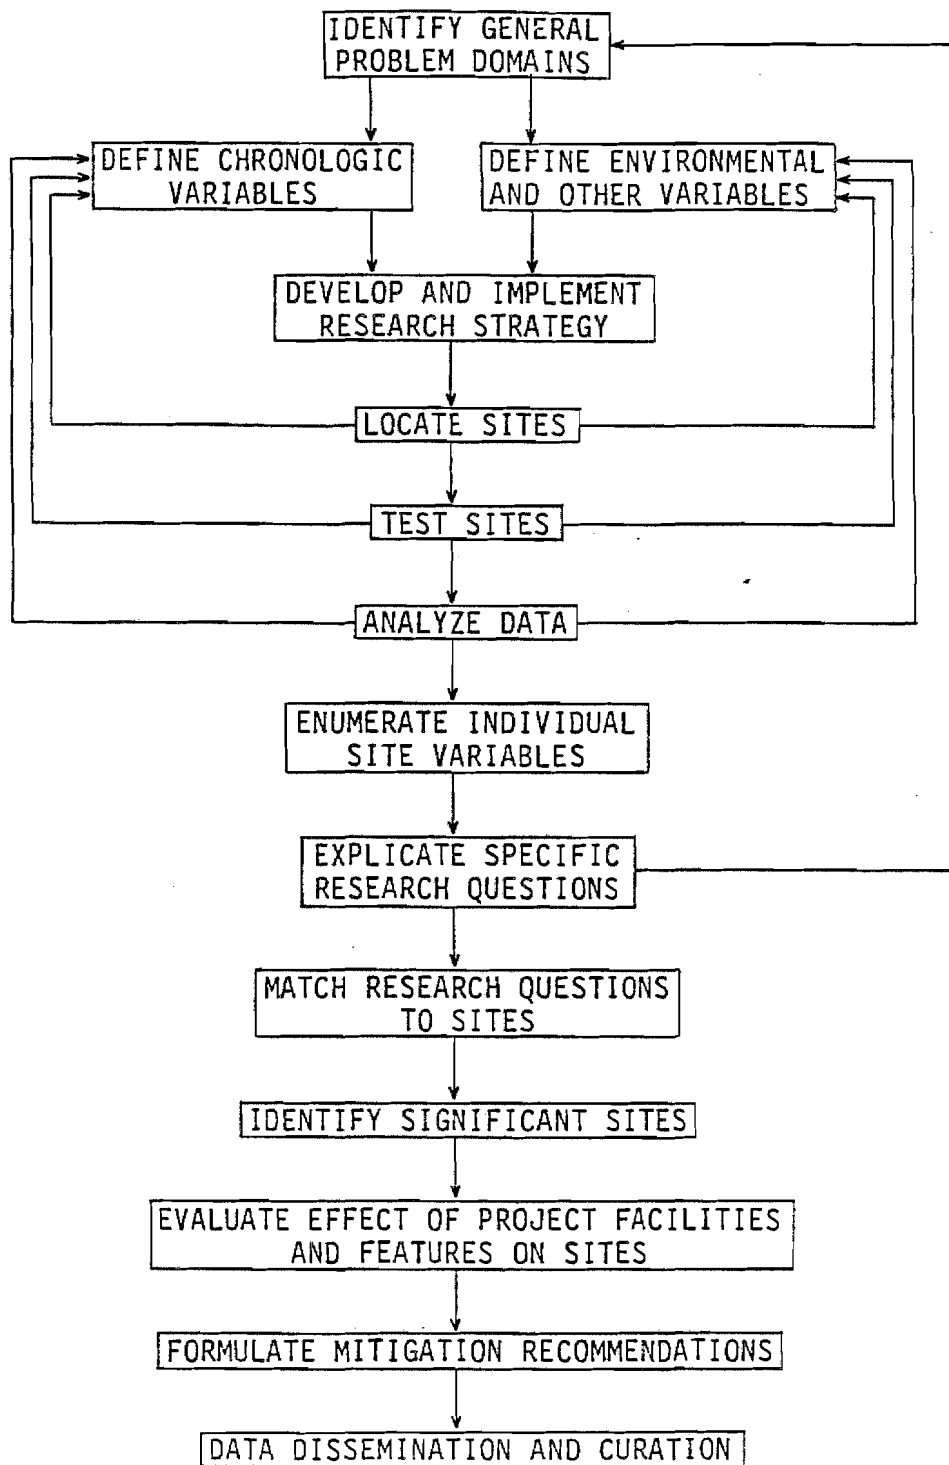 IDENTIFY GENERAL
PROBLEM DOMAINS
DEFINE CHRONOLOGIC
VARIABLES
DEFINE ENVIRONMENTAL
AND OTHER VARIABLES
DEVELOP AND IMPLEMENT
RESEARCH STRATEGY
LOCATE SITES
TEST SITES
ANALYZE DATA
ENUMERATE INDIVIDUAL
SITE VARIABLES
EXPLICATE SPECIFIC
RESEARCH QUESTIONS
MATCH RESEARCH QUESTIONS
TO SITES
IDENTIFY SIGNIFICANT SITES
EVALUATE EFFECT OF PROJECT FACILITIES
AND FEATURES ON SITES
FORMULATE MITIGATION RECOMMENDATIONS
DATA DISSEMINATION AND CURATION